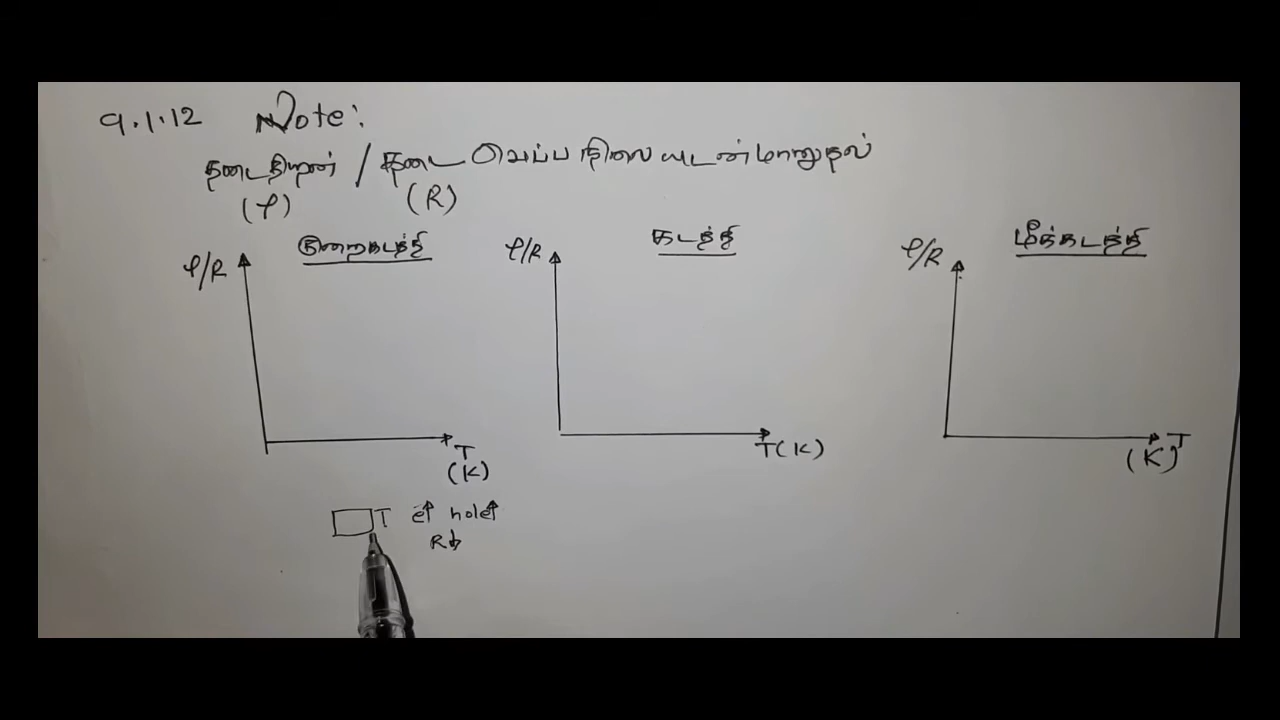 9.1.12 Note:
தடைதிறன் / தடை வெப்பநிலையுடன் மாறுதல்
(ρ) (R)
குறைகடத்தி கடத்தி மீக்கடத்தி
ρ/R ρ/R ρ/R
T T(K) T
(K) (K)
T e↑ hole↑
R↓